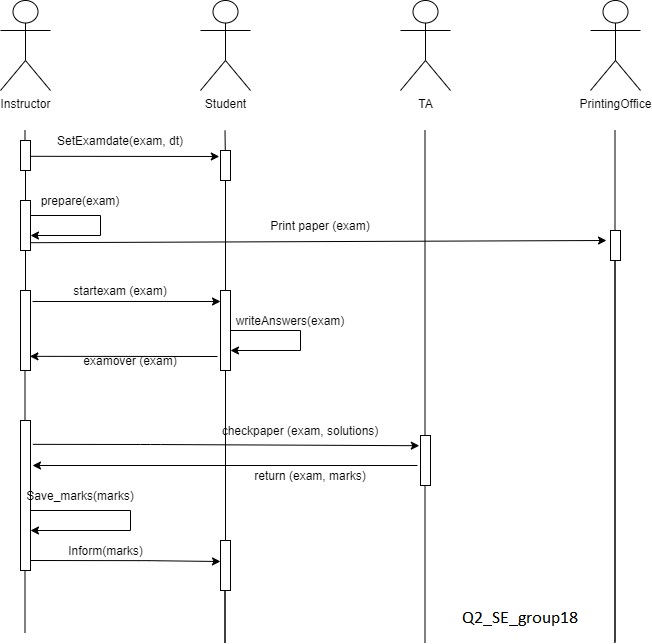 Instructor
Student
TA
PrintingOffice
SetExamdate(exam, dt)
prepare(exam)
Print paper (exam)
startexam (exam)
writeAnswers(exam)
examover (exam)
checkpaper (exam, solutions)
return (exam, marks)
Save_marks(marks)
Inform(marks)
Q2_SE_group18